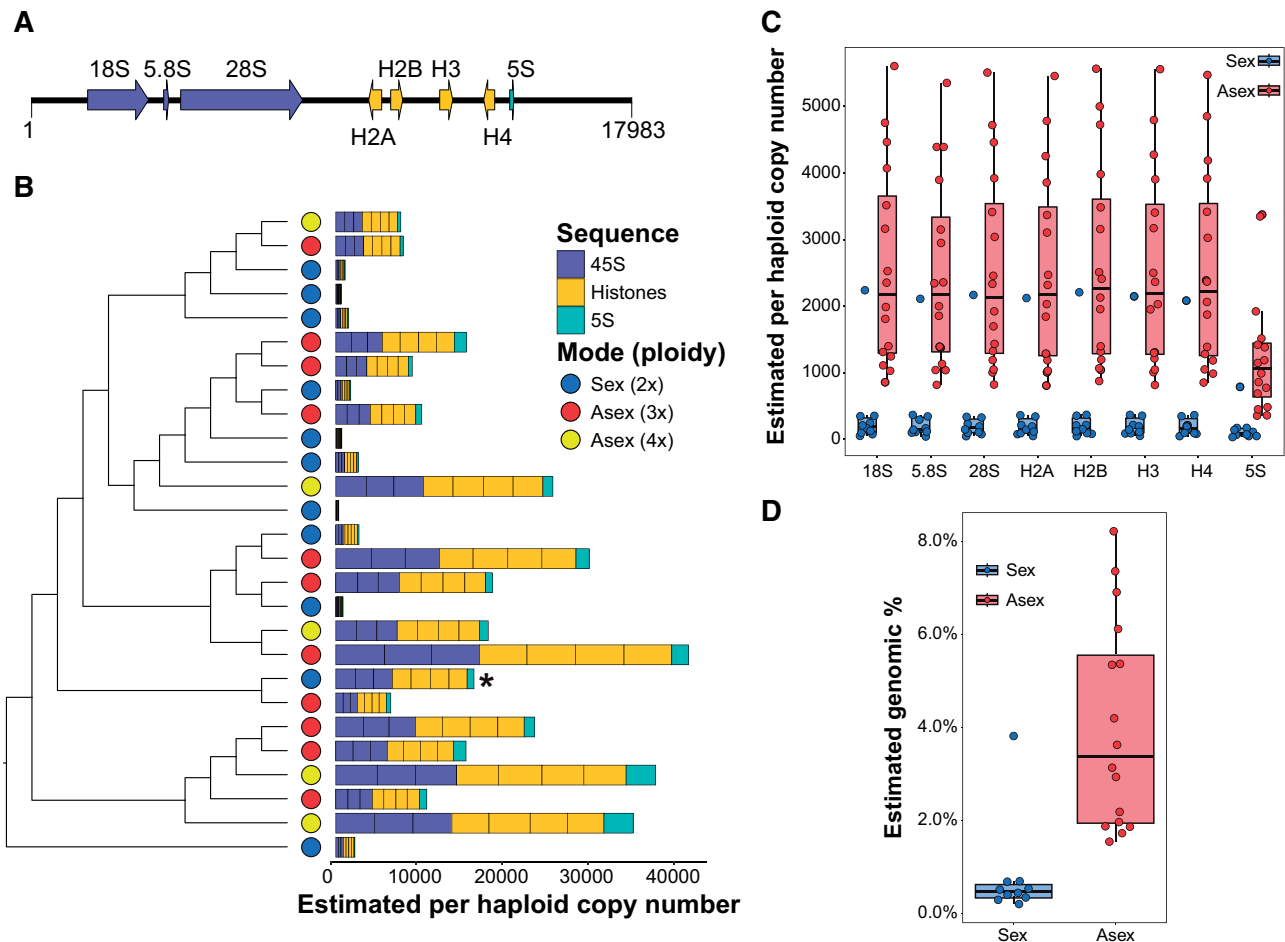 A
18S 5.8S 28S H2B H3 5S
1 H2A H4 17983
B
Sequence
45S
Histones
5S
Mode (ploidy)
Sex (2x)
Asex (3x)
Asex (4x)
*
0 10000 20000 30000 40000
Estimated per haploid copy number
C
Sex
Asex
Estimated per haploid copy number
5000
4000
3000
2000
1000
0
18S 5.8S 28S H2A H2B H3 H4 5S
D
Sex
Asex
Estimated genomic %
8.0%
6.0%
4.0%
2.0%
0.0%
Sex Asex